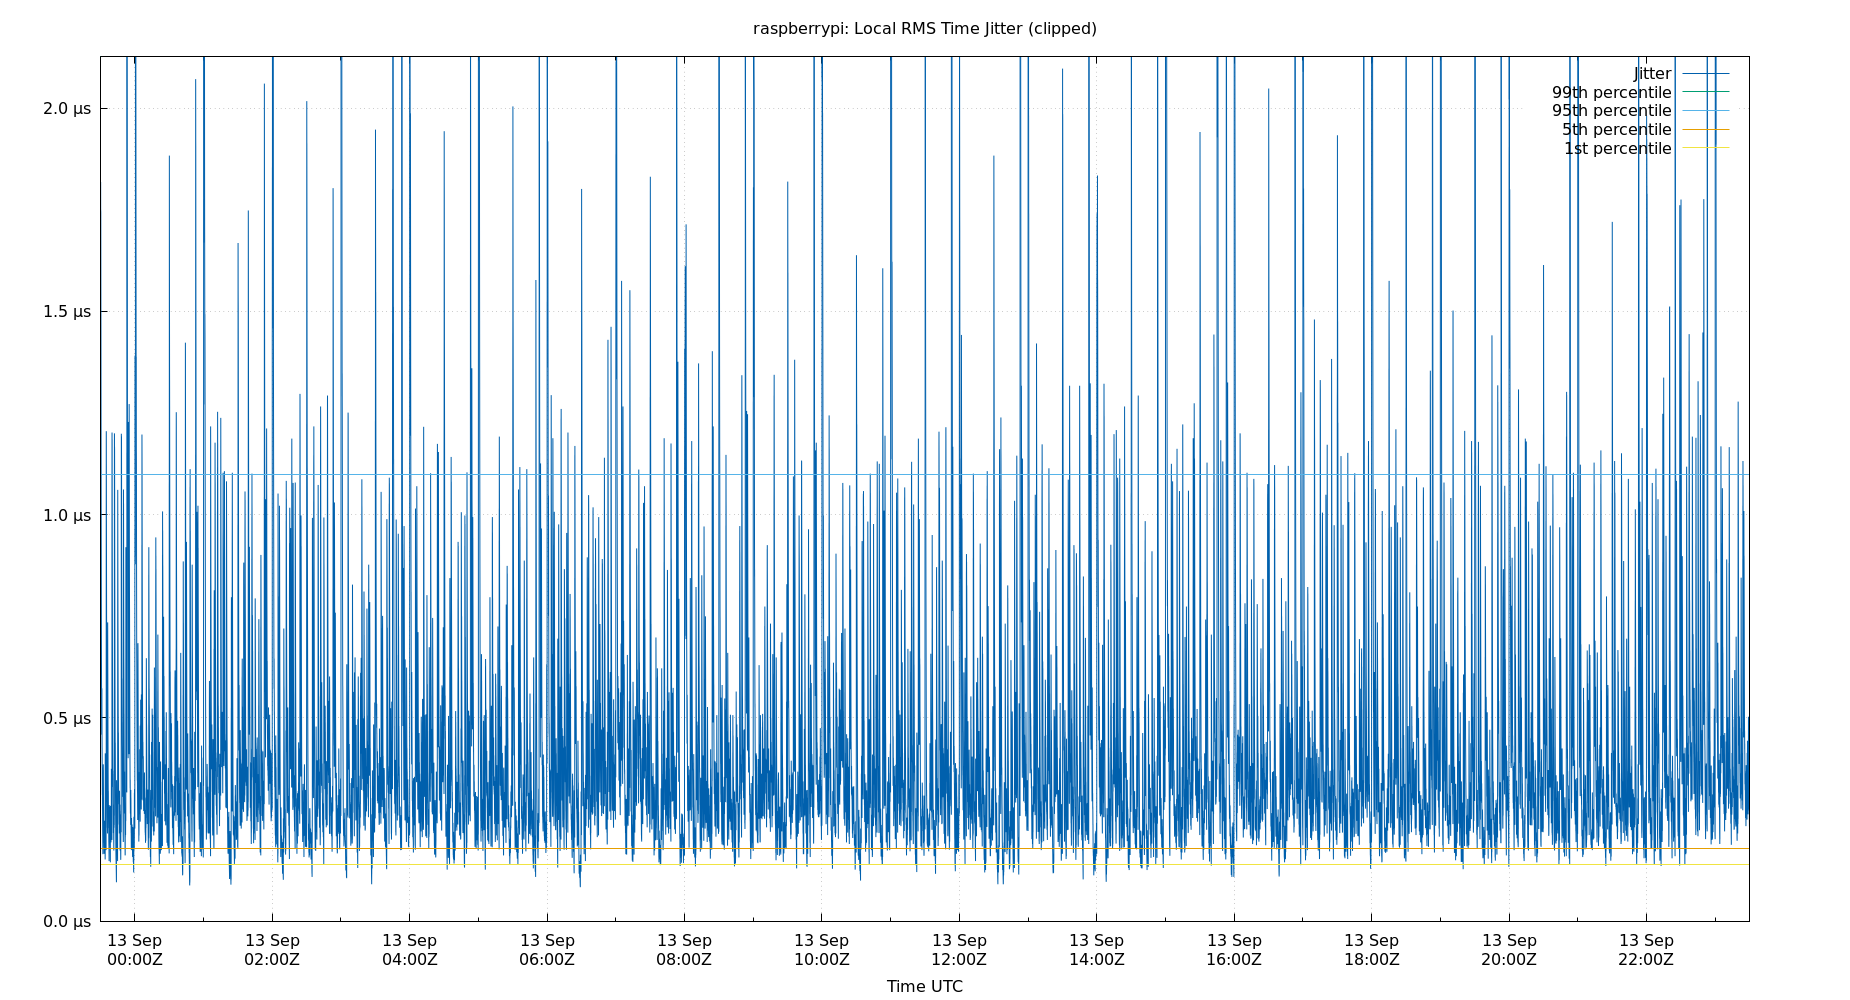 raspberrypi: Local RMS Time Jitter (clipped)
Jitter
99th percentile
95th percentile
5th percentile
1st percentile
2.0 µs
1.5 µs
1.0 µs
0.5 µs
0.0 µs
13 Sep 13 Sep 13 Sep 13 Sep 13 Sep 13 Sep 13 Sep 13 Sep 13 Sep 13 Sep 13 Sep 13 Sep
00:00Z 02:00Z 04:00Z 06:00Z 08:00Z 10:00Z 12:00Z 14:00Z 16:00Z 18:00Z 20:00Z 22:00Z
Time UTC